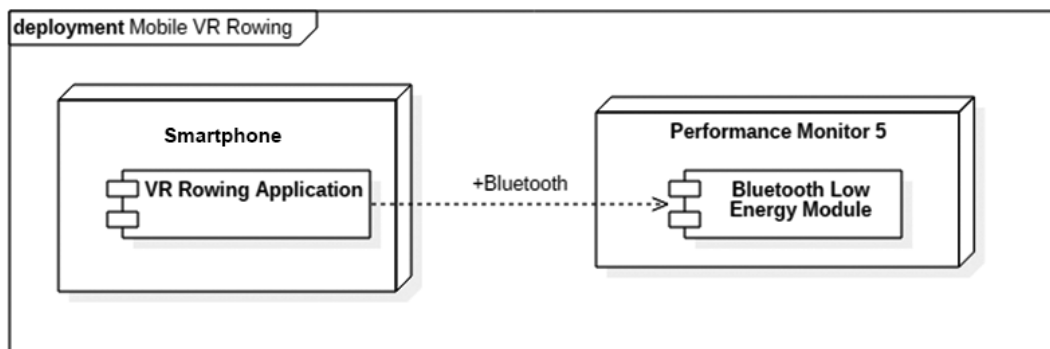 deployment Mobile VR Rowing
Smartphone
VR Rowing Application
+Bluetooth
Performance Monitor 5
Bluetooth Low
Energy Module